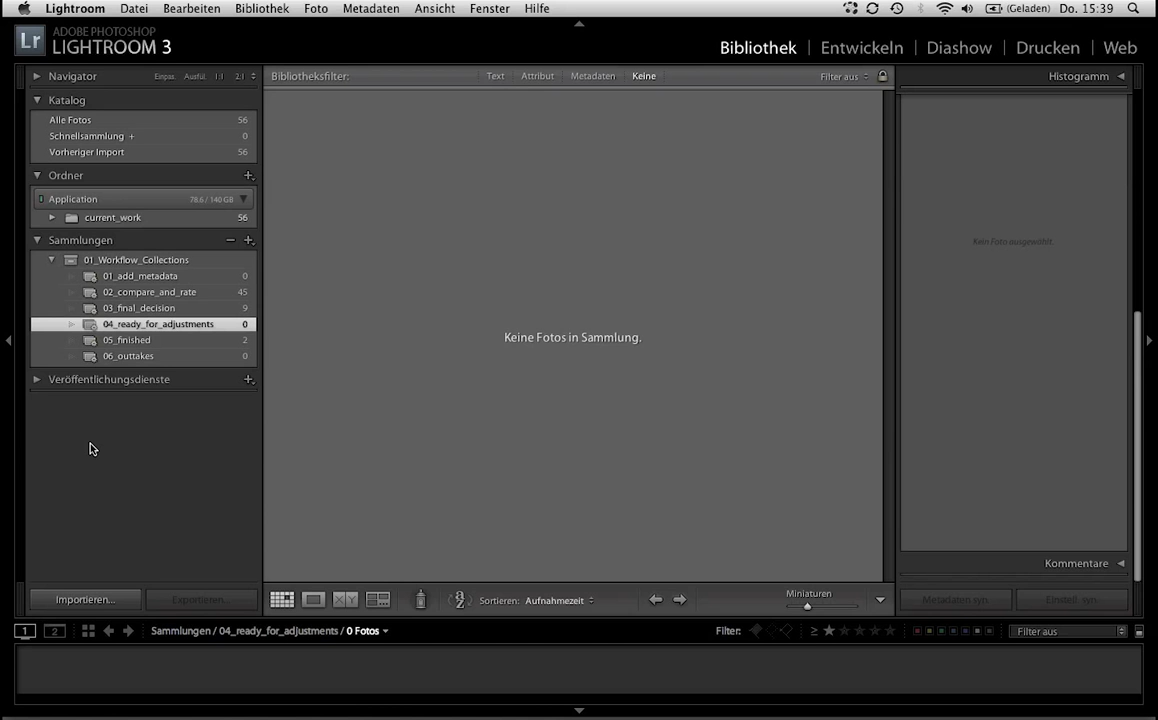 Lightroom Datei Bearbeiten Bibliothek Foto Metadaten Ansicht Fenster Hilfe (Geladen) Do. 15:39
Lr ADOBE PHOTOSHOP
LIGHTROOM 3
Bibliothek | Entwickeln | Diashow | Drucken | Web
Navigator Einpas. Ausfül. 1:1 2:1
Bibliotheksfilter: Text Attribut Metadaten Keine Filter aus
Histogramm
Katalog
Alle Fotos 56
Schnellsammlung + 0
Vorheriger Import 56
Ordner +
Application 78.6 / 140 GB
current_work 56
Sammlungen − +
01_Workflow_Collections
01_add_metadata 0
02_compare_and_rate 45
03_final_decision 9
04_ready_for_adjustments 0
05_finished 2
06_outtakes 0
Veröffentlichungsdienste +
Kein Foto ausgewählt.
Keine Fotos in Sammlung.
Kommentare
Importieren... Exportieren...
Sortieren: Aufnahmezeit
Miniaturen
Metadaten syn. Einstell. syn.
1 2 Sammlungen / 04_ready_for_adjustments / 0 Fotos
Filter: ≥ Filter aus